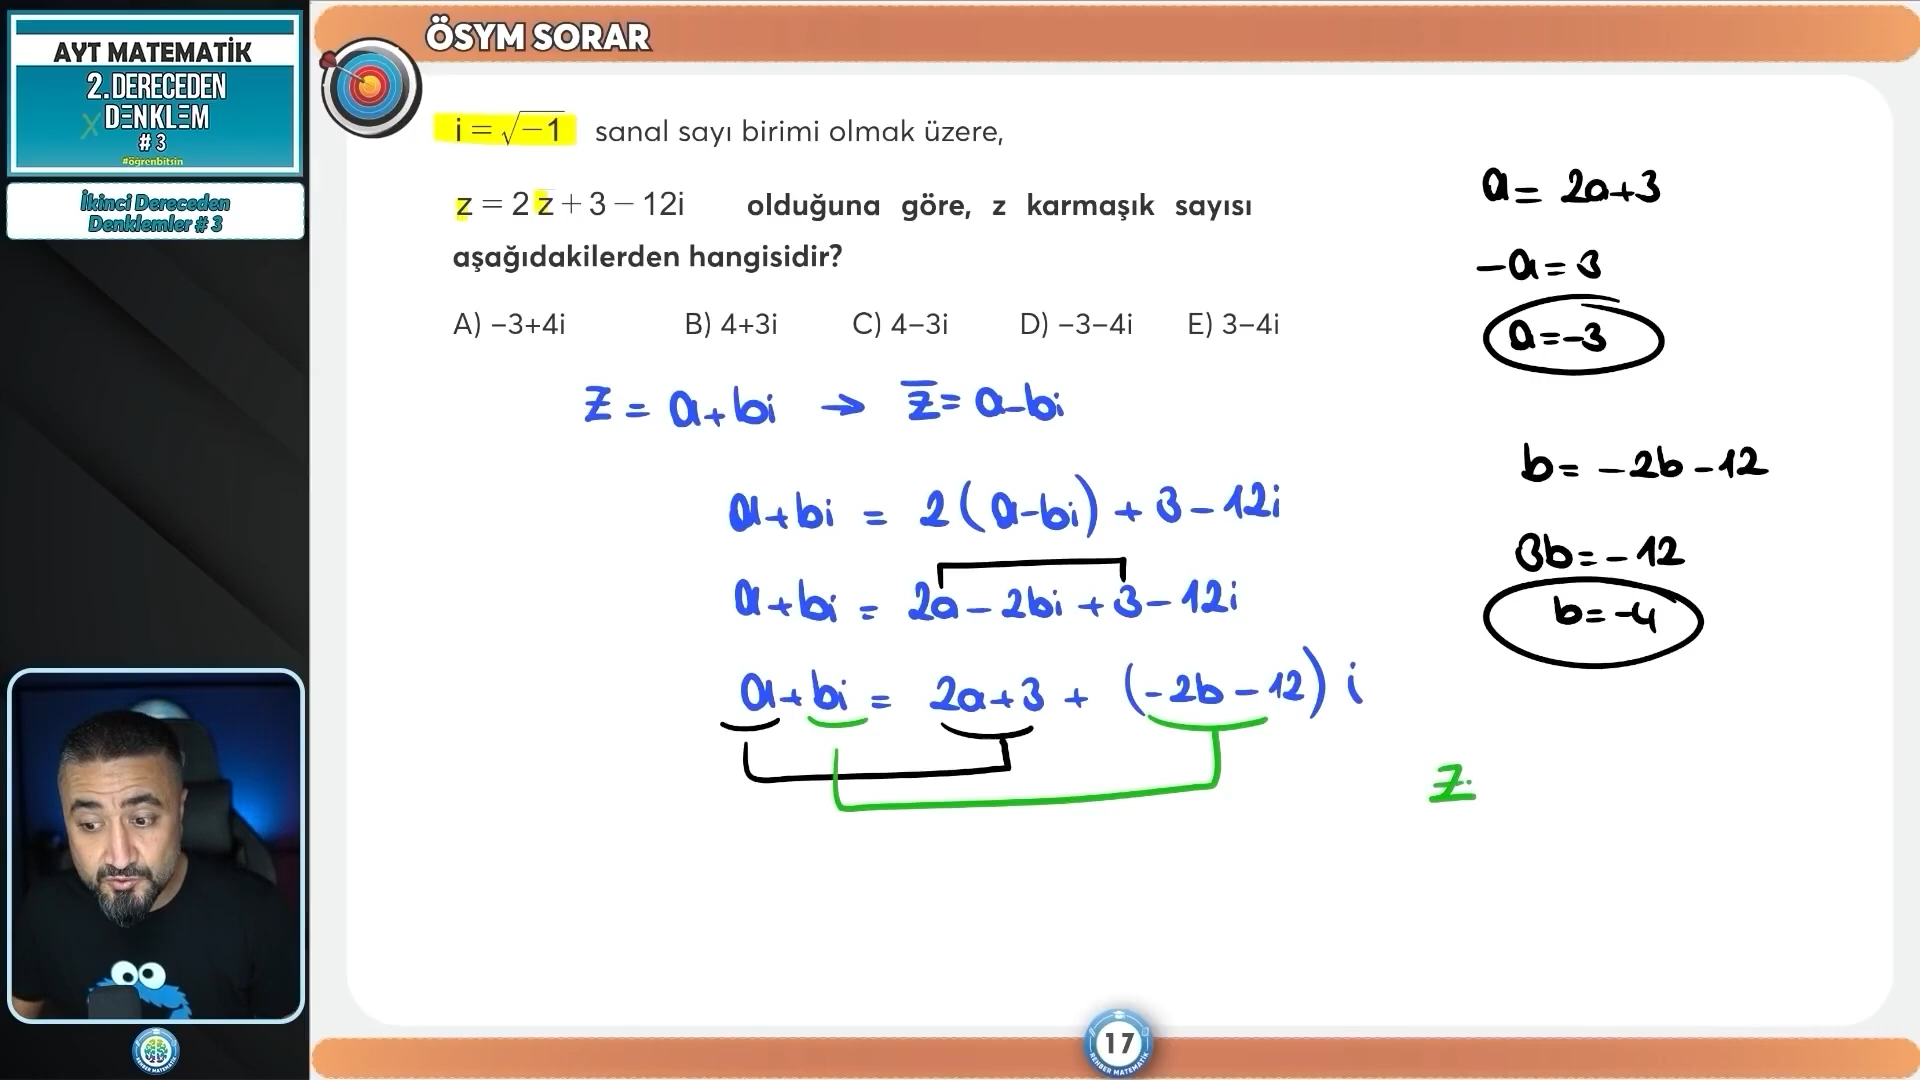 AYT MATEMATİK
2. DERECEDEN
DENKLEM
# 3
#öğrenbitsin
İkinci Dereceden
Denklemler # 3
ÖSYM SORAR
i = √−1 sanal sayı birimi olmak üzere,
z = 2 z̅ + 3 − 12i olduğuna göre, z karmaşık sayısı
aşağıdakilerden hangisidir?
A) −3+4i B) 4+3i C) 4−3i D) −3−4i E) 3−4i
z = a+bi → z̅ = a-bi
a+bi = 2(a-bi) + 3 - 12i
a+bi = 2a - 2bi + 3 - 12i
a+bi = 2a+3 + (-2b-12) i
a = 2a+3
-a = 3
a = -3
b = -2b - 12
3b = -12
b = -4
z
17
REHBER MATEMATİK